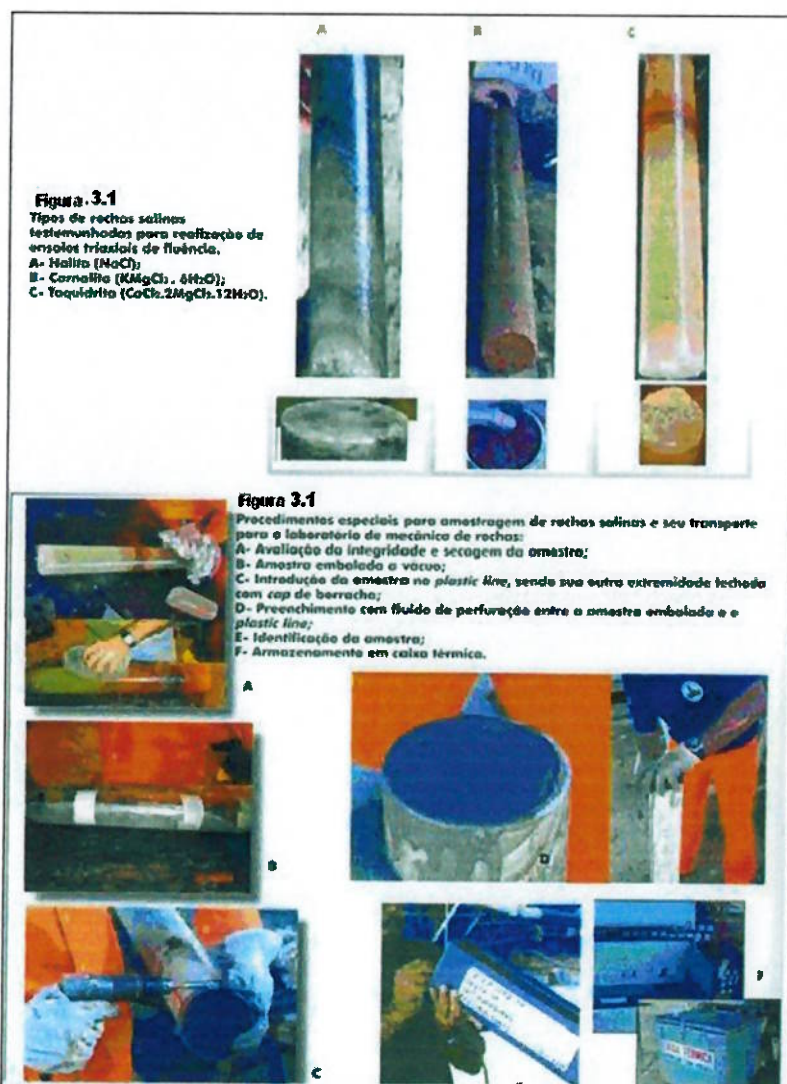 A
B
C
Figura.3.1
Tipos de rochas salinas
testemunhadas para realização de
ensaios triaxiais de fluência.
A- Halita (NaCl);
B- Carnalita (KMgCl₃ . 6H₂O);
C- Taquidrita (CaCl₂.2MgCl₂.12H₂O).
Figura 3.1
Procedimentos especiais para amostragem de rochas salinas e seu transporte
para o laboratório de mecânica de rochas:
A- Avaliação da integridade e secagem da amostra;
B- Amostra embalada a vácuo;
C- Introdução da amostra no plastic line, sendo sua outra extremidade fechada
com cap de borracha;
D- Preenchimento com fluido de perfuração entre a amostra embalada e o
plastic line;
E- Identificação da amostra;
F- Armazenamento em caixa térmica.
A
B
D
C
F
TÉRMICA